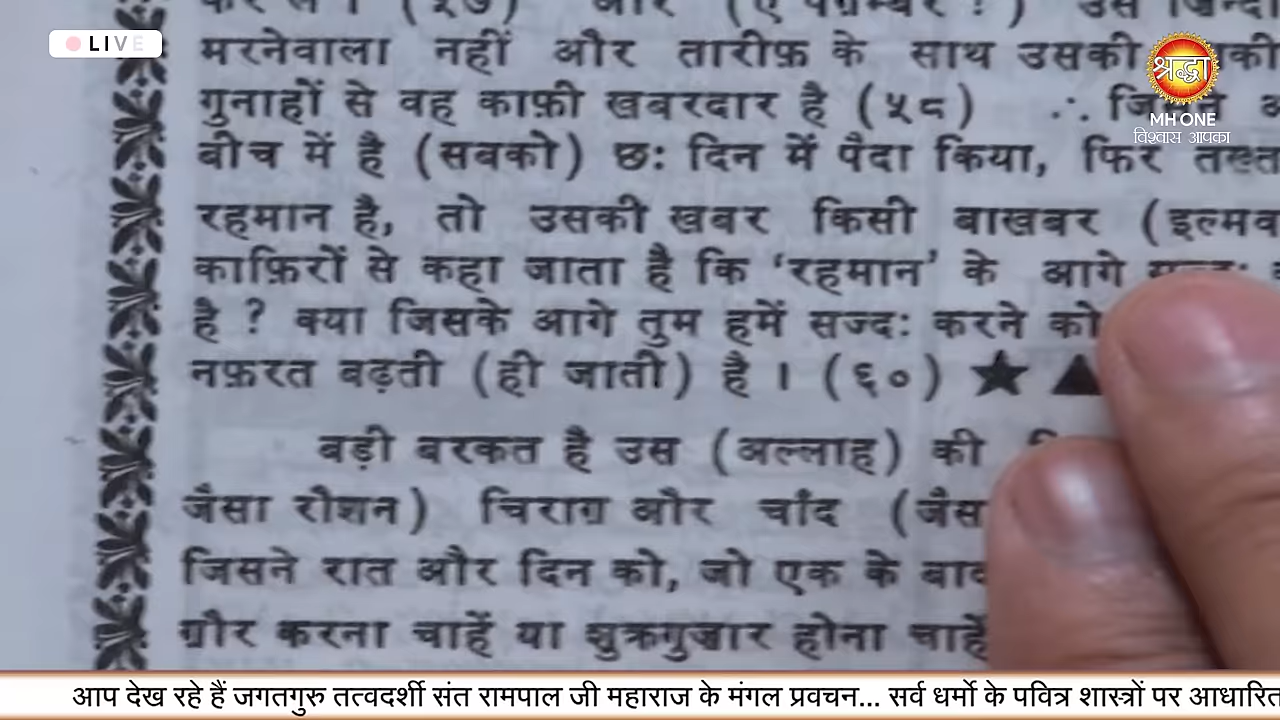 LIVE
श्रद्धा
MH ONE
विश्वास आपका
मरनेवाला नहीं और तारीफ़ के साथ उसकी
गुनाहों से वह काफ़ी खबरदार है (५८) ∴
बीच में है (सबको) छः दिन में पैदा किया, फिर तख़्त
रहमान है, तो उसकी खबर किसी बाखबर
काफ़िरों से कहा जाता है कि ‘रहमान’ के आगे
है ? क्या जिसके आगे तुम हमें सज्दः करने को
नफ़रत बढ़ती (ही जाती) है । (६०) ★ ▲
बड़ी बरकत है उस (अल्लाह) की
जैसा रौशन) चिराग़ और चाँद
जिसने रात और दिन को, जो एक के
ग़ौर करना चाहें या शुक्रगुज़ार होना चाहें
आप देख रहे हैं जगतगुरु तत्वदर्शी संत रामपाल जी महाराज के मंगल प्रवचन... सर्व धर्मो के पवित्र शास्त्रों पर आधारित